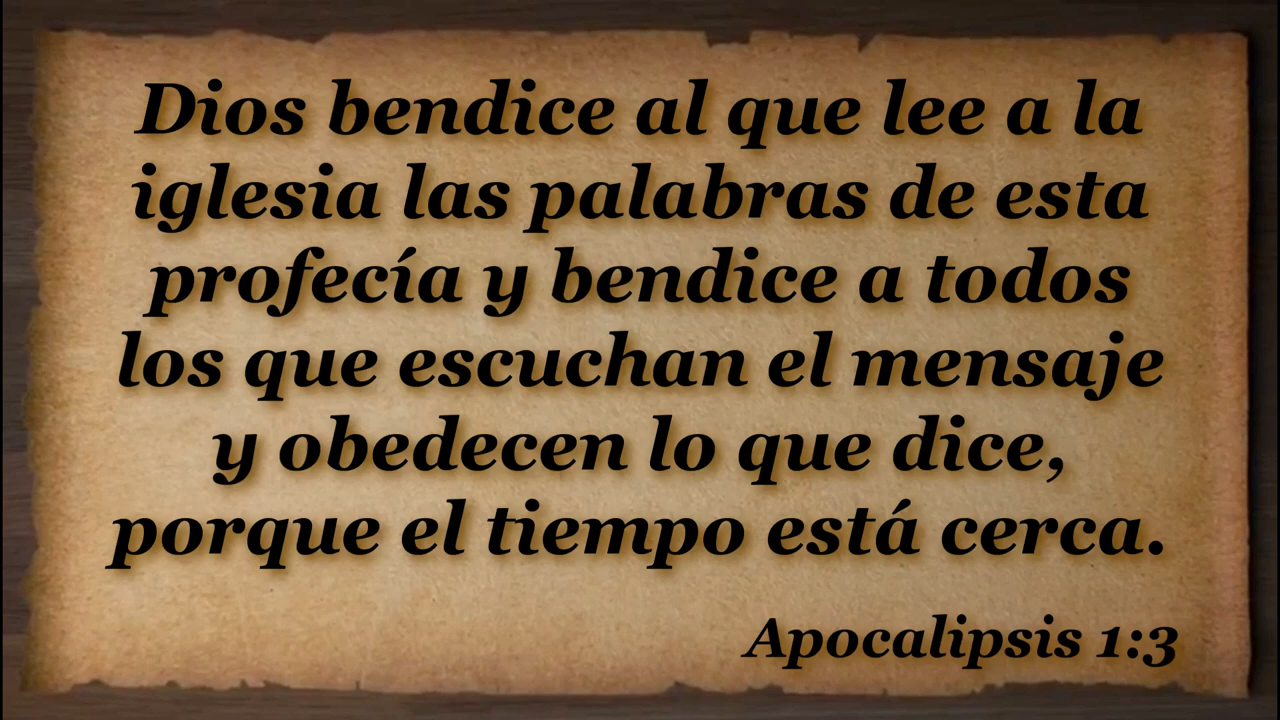 Dios bendice al que lee a la
iglesia las palabras de esta
profecía y bendice a todos
los que escuchan el mensaje
y obedecen lo que dice,
porque el tiempo está cerca.
Apocalipsis 1:3